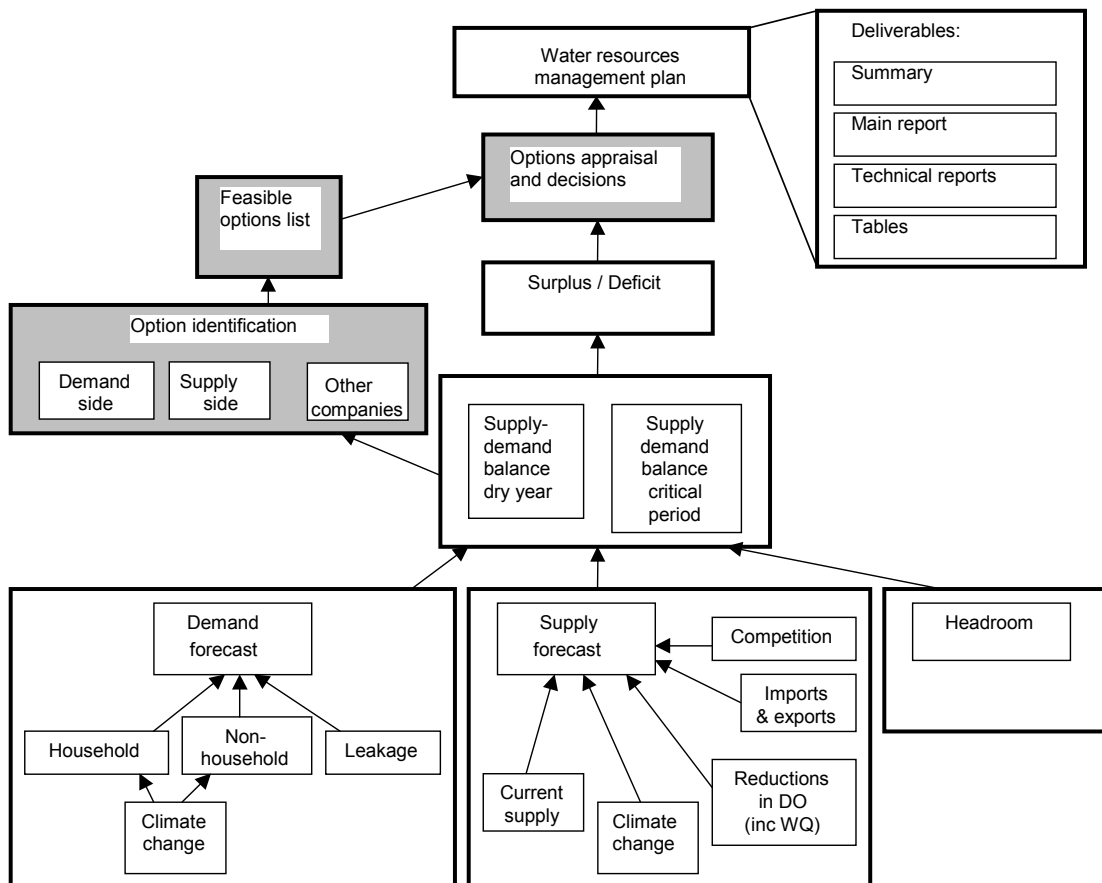 Water resources
management plan
Deliverables:
Summary
Main report
Technical reports
Tables
Options appraisal
and decisions
Feasible
options list
Surplus / Deficit
Option identification
Demand
side
Supply
side
Other
companies
Supply-
demand
balance
dry year
Supply
demand
balance
critical
period
Demand
forecast
Household
Non-
household
Leakage
Climate
change
Supply
forecast
Competition
Imports
& exports
Current
supply
Climate
change
Reductions
in DO
(inc WQ)
Headroom